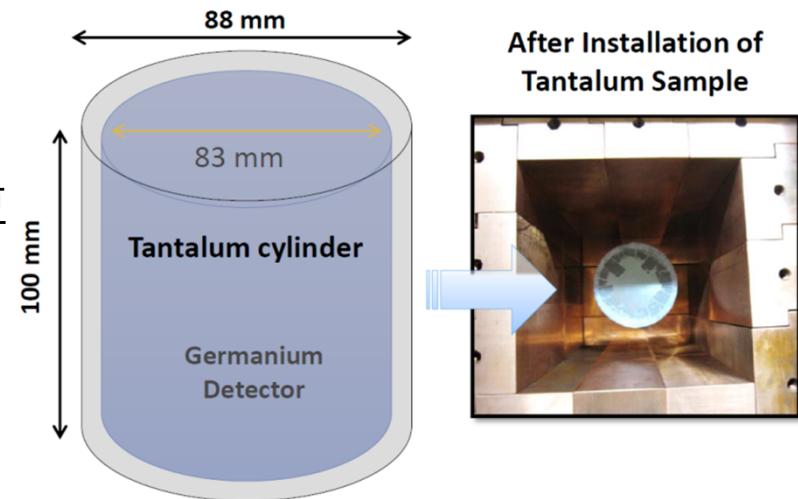 88 mm
83 mm
100 mm
Tantalum cylinder
Germanium
Detector
After Installation of
Tantalum Sample